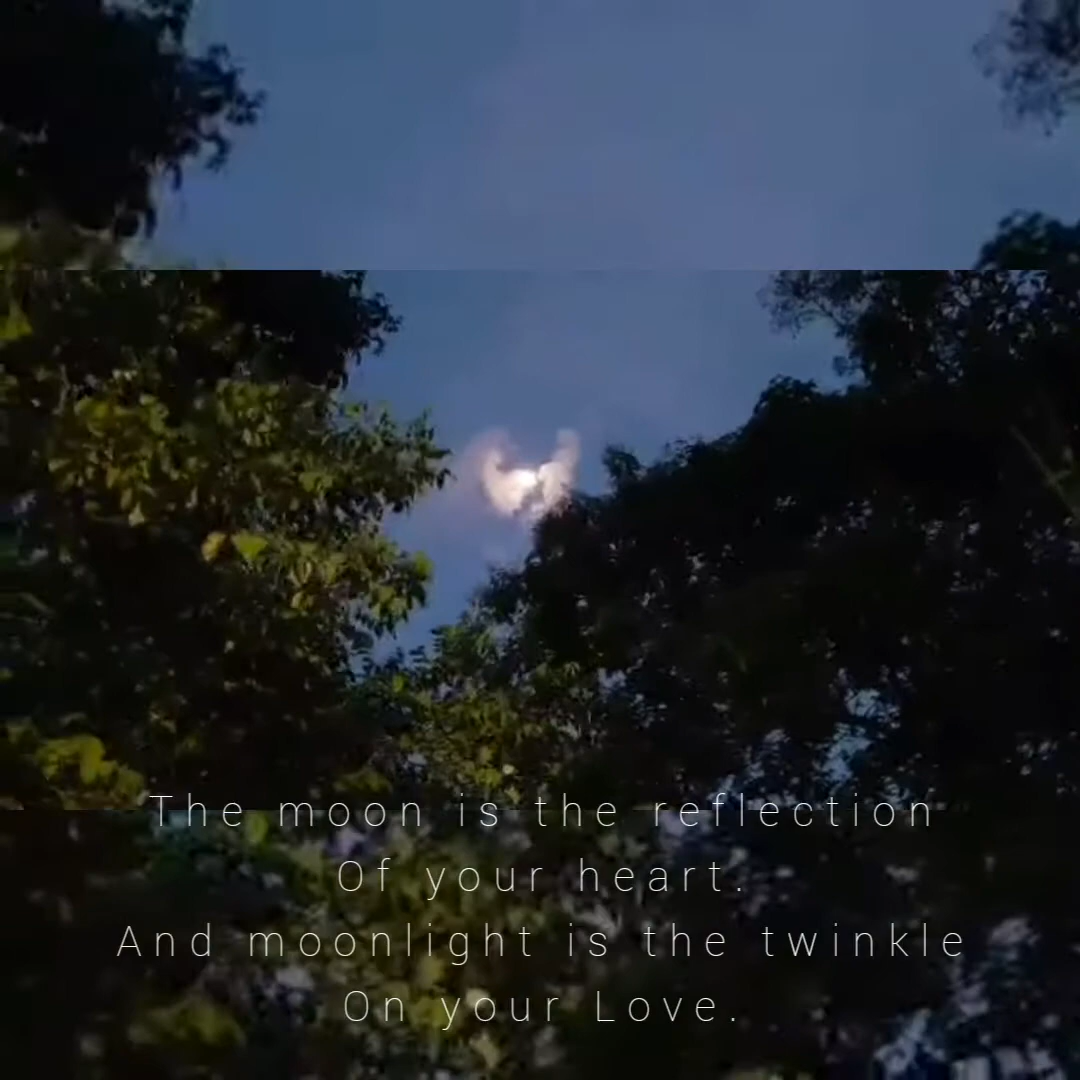 The moon is the reflection
Of your heart.
And moonlight is the twinkle
On your Love.